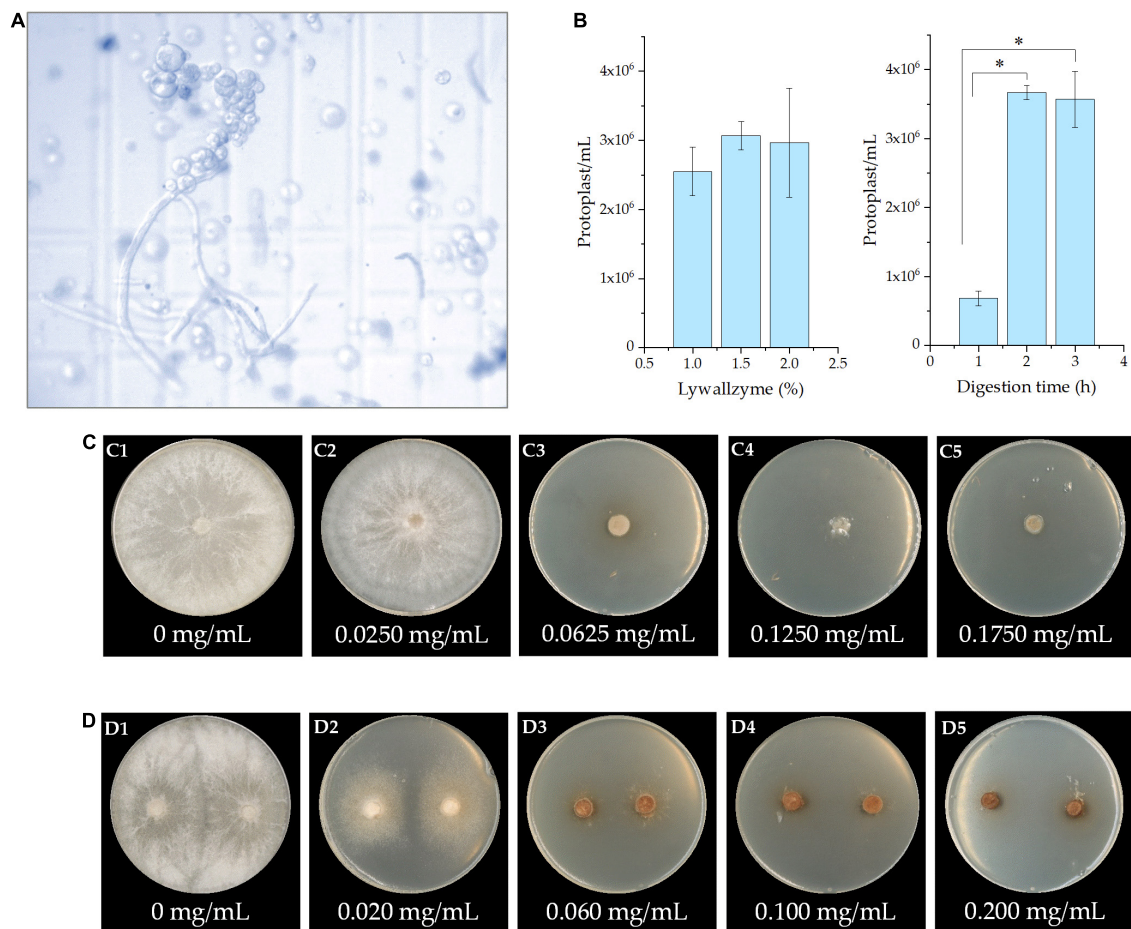 A
B
Protoplast/mL
4x10⁶
3x10⁶
2x10⁶
1x10⁶
0
0.5 1.0 1.5 2.0 2.5
Lywallzyme (%)
Protoplast/mL
4x10⁶
3x10⁶
2x10⁶
1x10⁶
0
*
*
0 1 2 3 4
Digestion time (h)
C
C1 C2 C3 C4 C5
0 mg/mL 0.0250 mg/mL 0.0625 mg/mL 0.1250 mg/mL 0.1750 mg/mL
D
D1 D2 D3 D4 D5
0 mg/mL 0.020 mg/mL 0.060 mg/mL 0.100 mg/mL 0.200 mg/mL